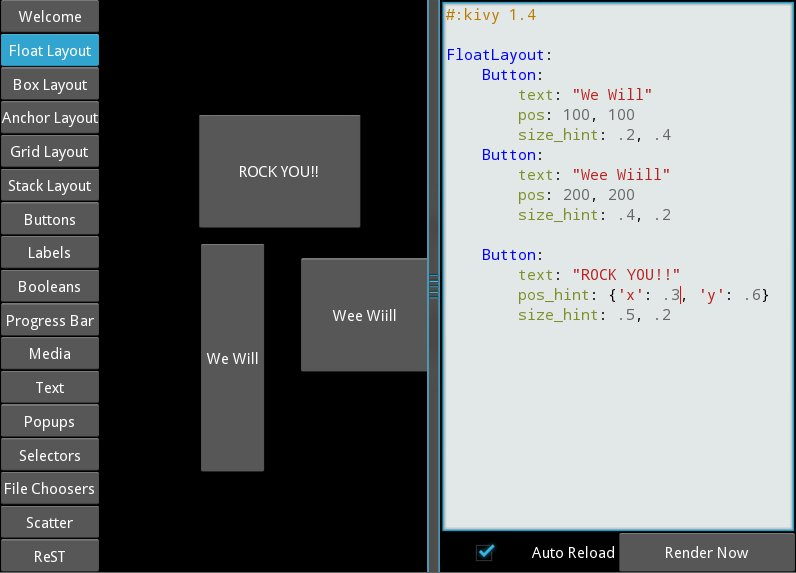 Welcome
Float Layout
Box Layout
Anchor Layout
Grid Layout
Stack Layout
Buttons
Labels
Booleans
Progress Bar
Media
Text
Popups
Selectors
File Choosers
Scatter
ReST
ROCK YOU!!
We Will
Wee Wiill
#:kivy 1.4
FloatLayout:
Button:
text: "We Will"
pos: 100, 100
size_hint: .2, .4
Button:
text: "Wee Wiill"
pos: 200, 200
size_hint: .4, .2
Button:
text: "ROCK YOU!!"
pos_hint: {'x': .3, 'y': .6}
size_hint: .5, .2
Auto Reload
Render Now